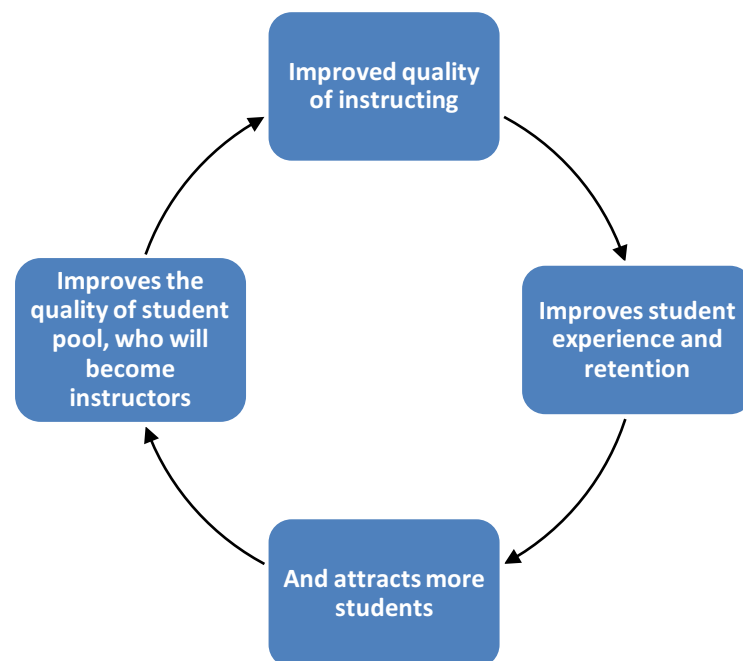 Improved quality
of instructing
Improves student
experience and
retention
And attracts more
students
Improves the
quality of student
pool, who will
become
instructors